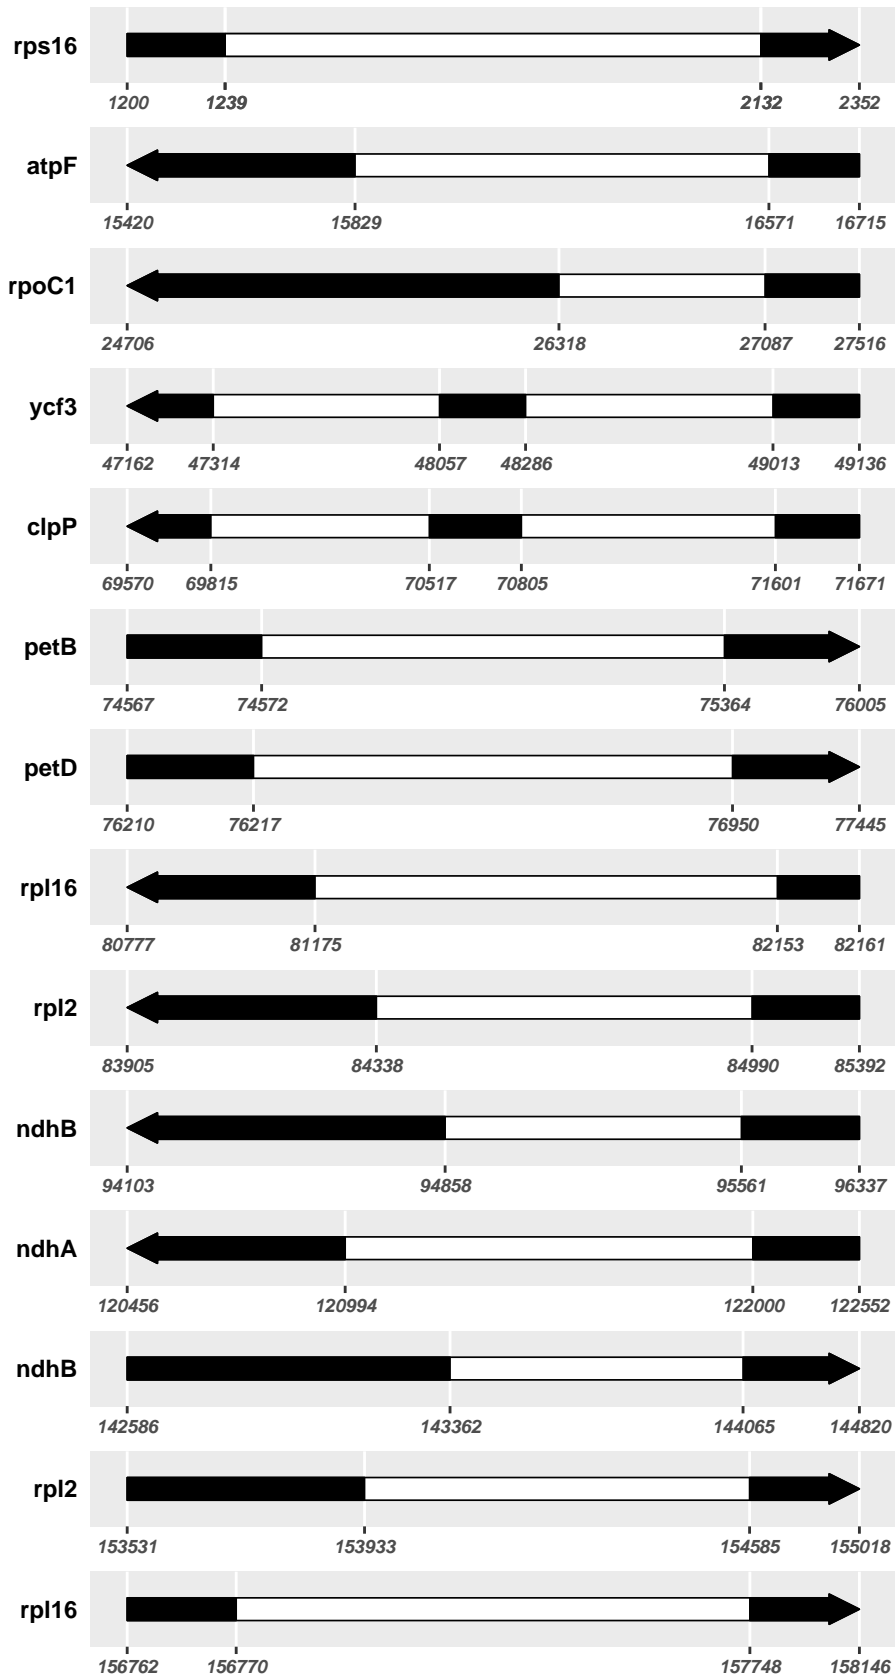 rps16
1200 1239 2132 2352
atpF
15420 15829 16571 16715
rpoC1
24706 26318 27087 27516
ycf3
47162 47314 48057 48286 49013 49136
clpP
69570 69815 70517 70805 71601 71671
petB
74567 74572 75364 76005
petD
76210 76217 76950 77445
rpl16
80777 81175 82153 82161
rpl2
83905 84338 84990 85392
ndhB
94103 94858 95561 96337
ndhA
120456 120994 122000 122552
ndhB
142586 143362 144065 144820
rpl2
153531 153933 154585 155018
rpl16
156762 156770 157748 158146